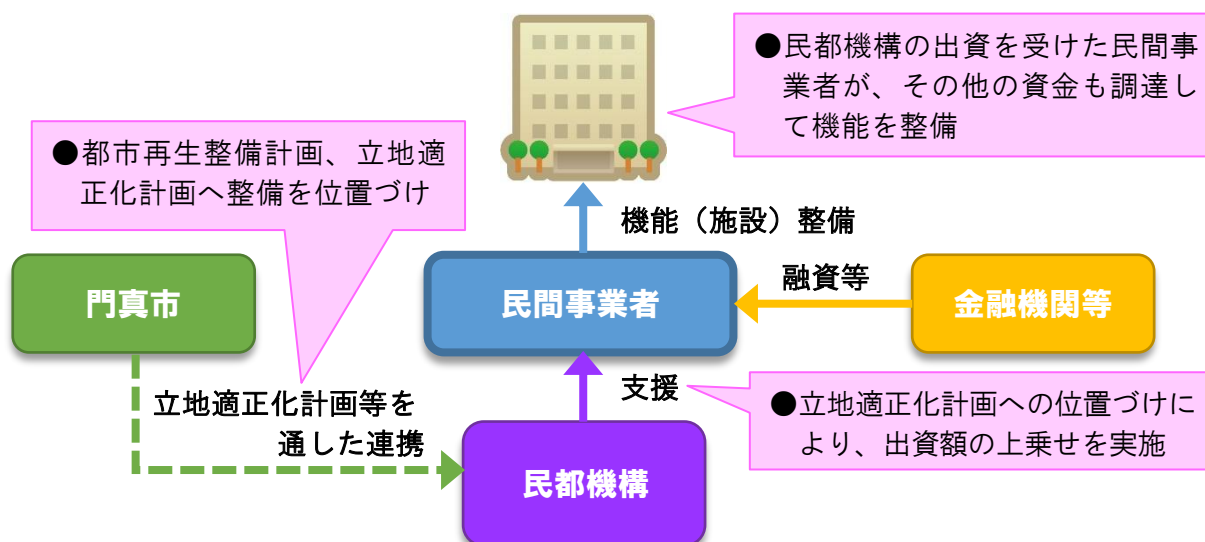 ●民都機構の出資を受けた民間事
業者が、その他の資金も調達し
て機能を整備
●都市再生整備計画、立地適
正化計画へ整備を位置づけ
機能（施設）整備
門真市
民間事業者
融資等
金融機関等
立地適正化計画等を
通した連携
支援
●立地適正化計画への位置づけに
より、出資額の上乗せを実施
民都機構